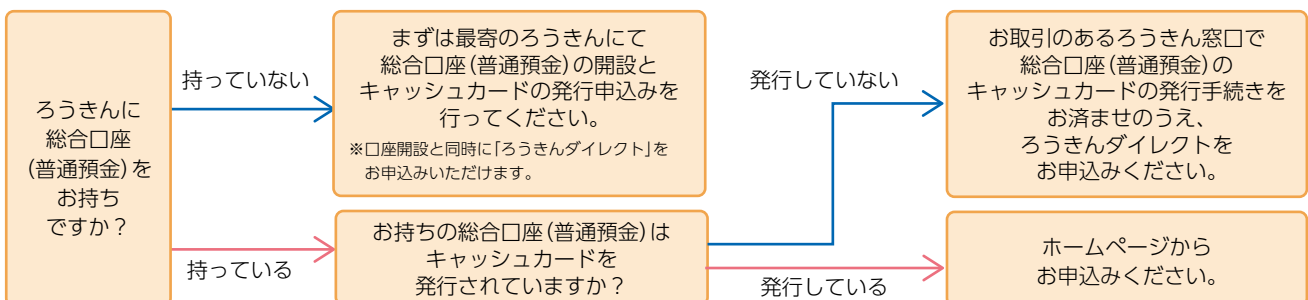 ろうきんに
総合口座
(普通預金)を
お持ち
ですか？
持っていない
まずは最寄のろうきんにて
総合口座(普通預金)の開設と
キャッシュカードの発行申込みを
行ってください。
※口座開設と同時に「ろうきんダイレクト」を
お申込みいただけます。
持っている
お持ちの総合口座(普通預金)は
キャッシュカードを
発行されていますか？
発行していない
お取引のあるろうきん窓口で
総合口座(普通預金)の
キャッシュカードの発行手続きを
お済ませのうえ、
ろうきんダイレクトを
お申込みください。
発行している
ホームページから
お申込みください。